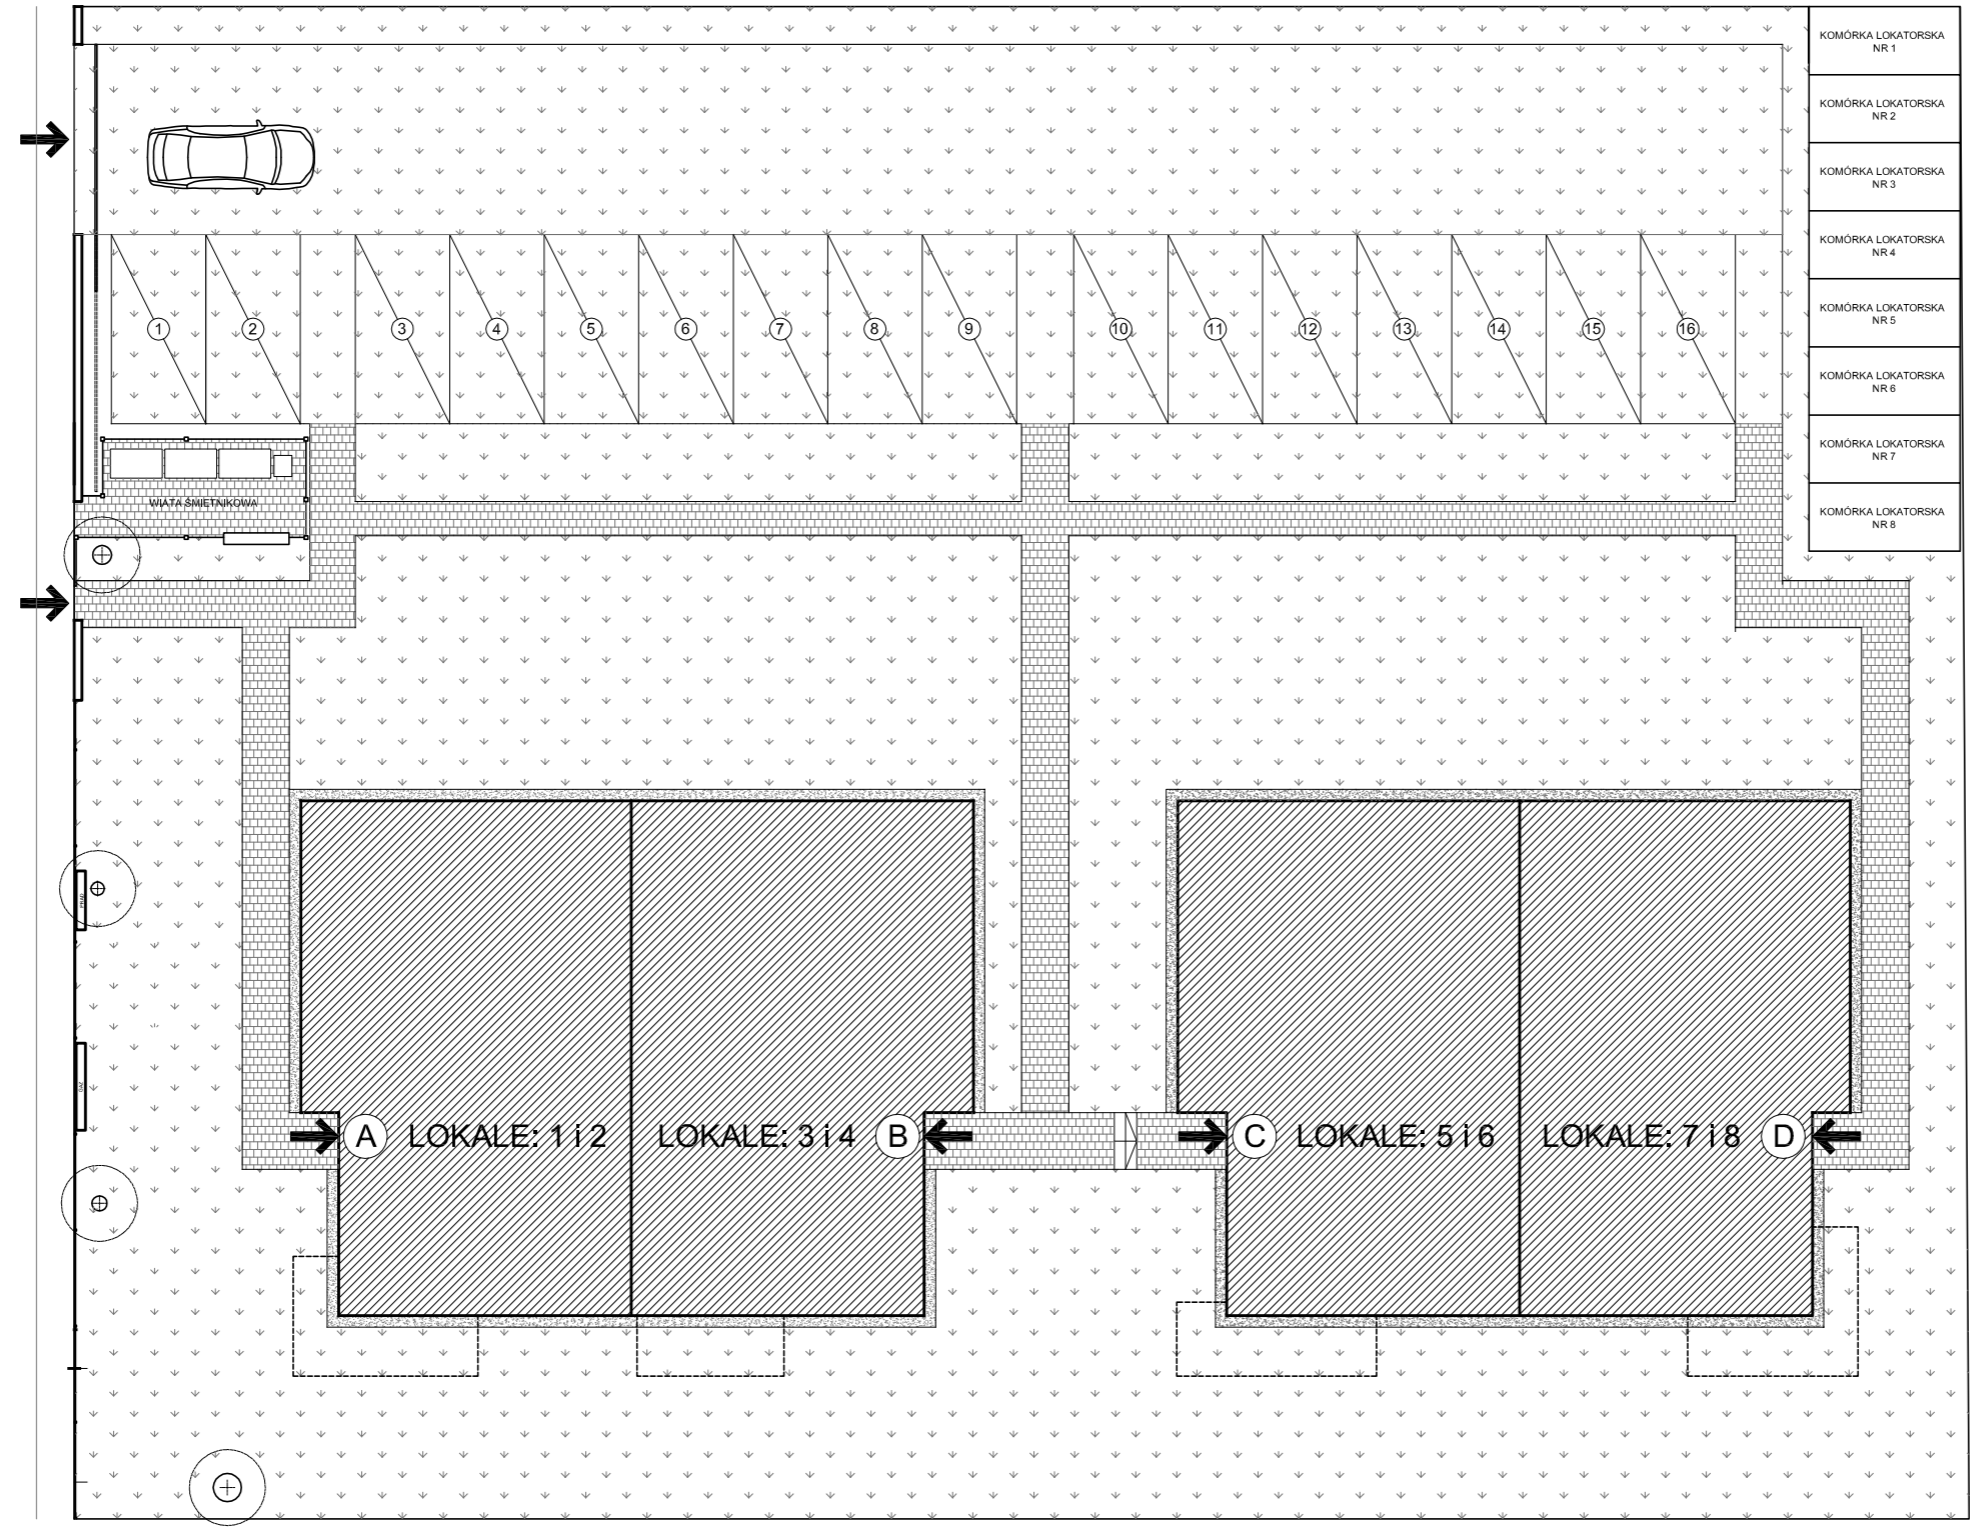 KOMÓRKA LOKATORSKA
NR 1
KOMÓRKA LOKATORSKA
NR 2
KOMÓRKA LOKATORSKA
NR 3
KOMÓRKA LOKATORSKA
NR 4
KOMÓRKA LOKATORSKA
NR 5
KOMÓRKA LOKATORSKA
NR 6
KOMÓRKA LOKATORSKA
NR 7
KOMÓRKA LOKATORSKA
NR 8
1 2 3 4 5 6 7 8 9 10 11 12 13 14 15 16
WIATA ŚMIETNIKOWA
PRĄD
GAZ
A LOKALE: 1 i 2 LOKALE: 3 i 4 B C LOKALE: 5 i 6 LOKALE: 7 i 8 D